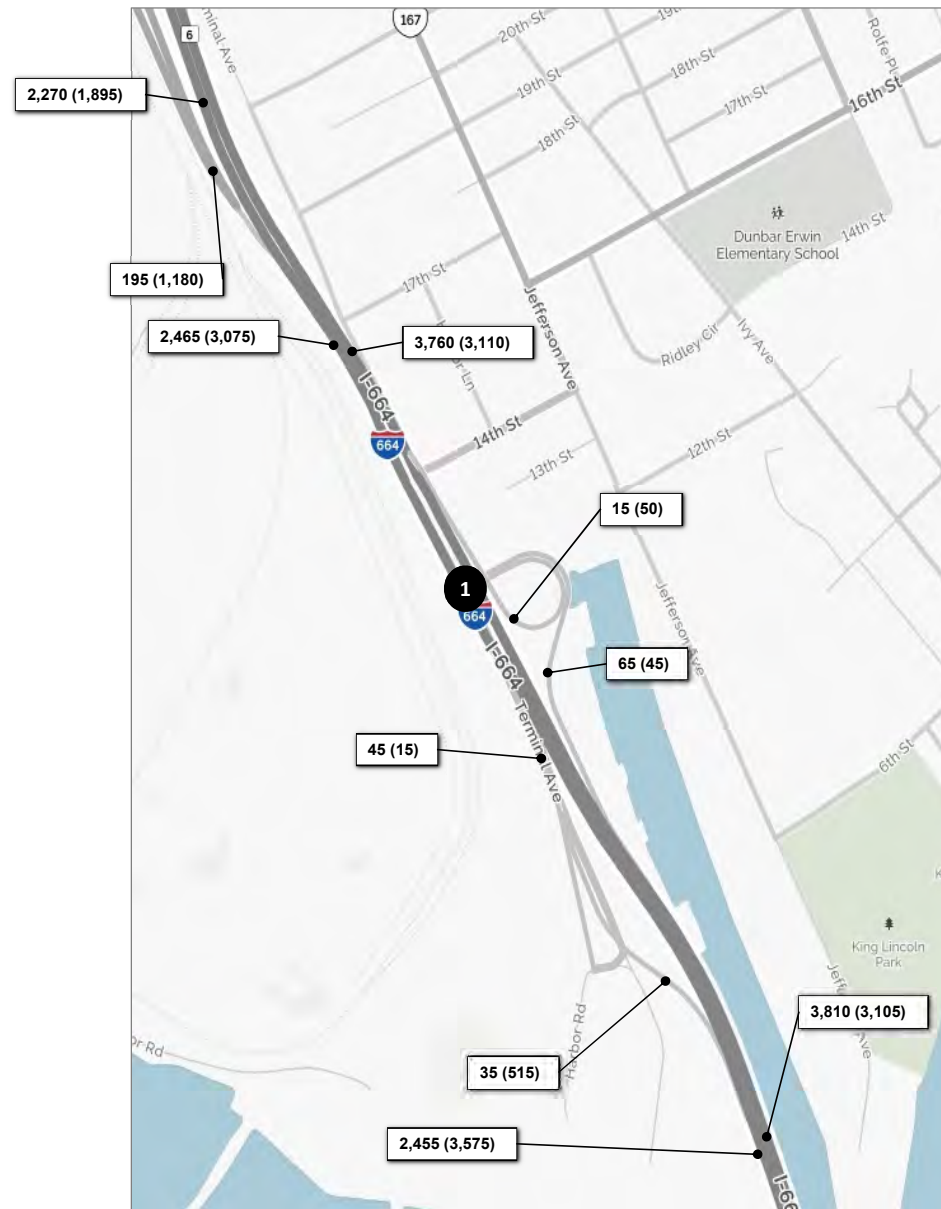 167
20th St
19th St
Rolfe Pl
6
minal Ave
19th St
18th St
17th St
16th St
2,270 (1,895)
18th St
Dunbar Erwin
Elementary School
14th St
195 (1,180)
17th St
Jefferson Ave
Ivy Ave
2,465 (3,075)
3,760 (3,110)
Ridley Cir
Ln
I-664
664
14th St
12th St
13th St
15 (50)
1
664
Jefferson Ave
I-664
65 (45)
Terminal Ave
45 (15)
6th St
King Lincoln
Park
3,810 (3,105)
Harbor Rd
or Rd
35 (515)
2,455 (3,575)
I-66